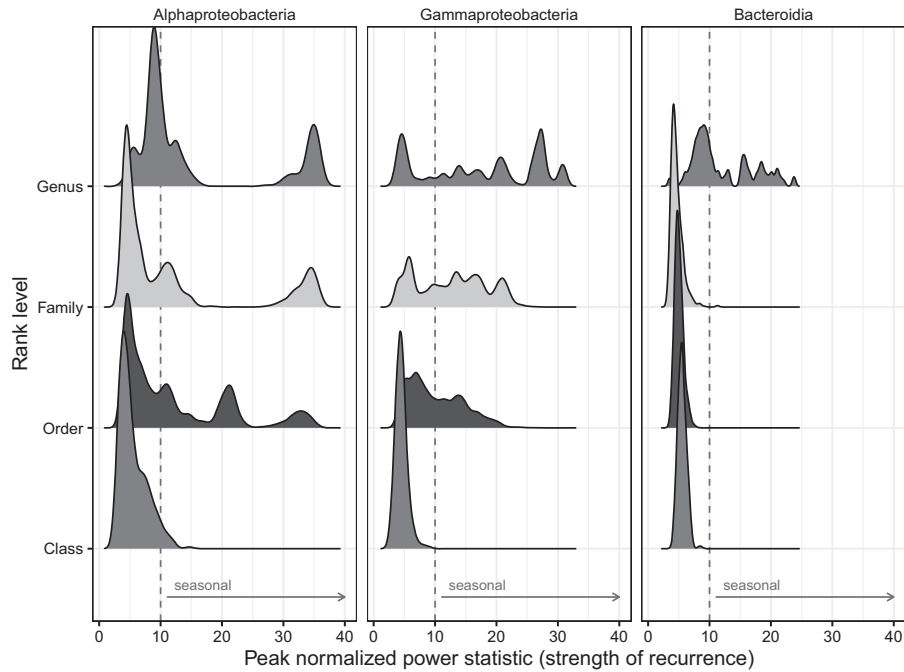 Alphaproteobacteria Gammaproteobacteria Bacteroidia
Rank level
Genus
Family
Order
Class
seasonal seasonal seasonal
0 10 20 30 40 0 10 20 30 40 0 10 20 30 40
Peak normalized power statistic (strength of recurrence)